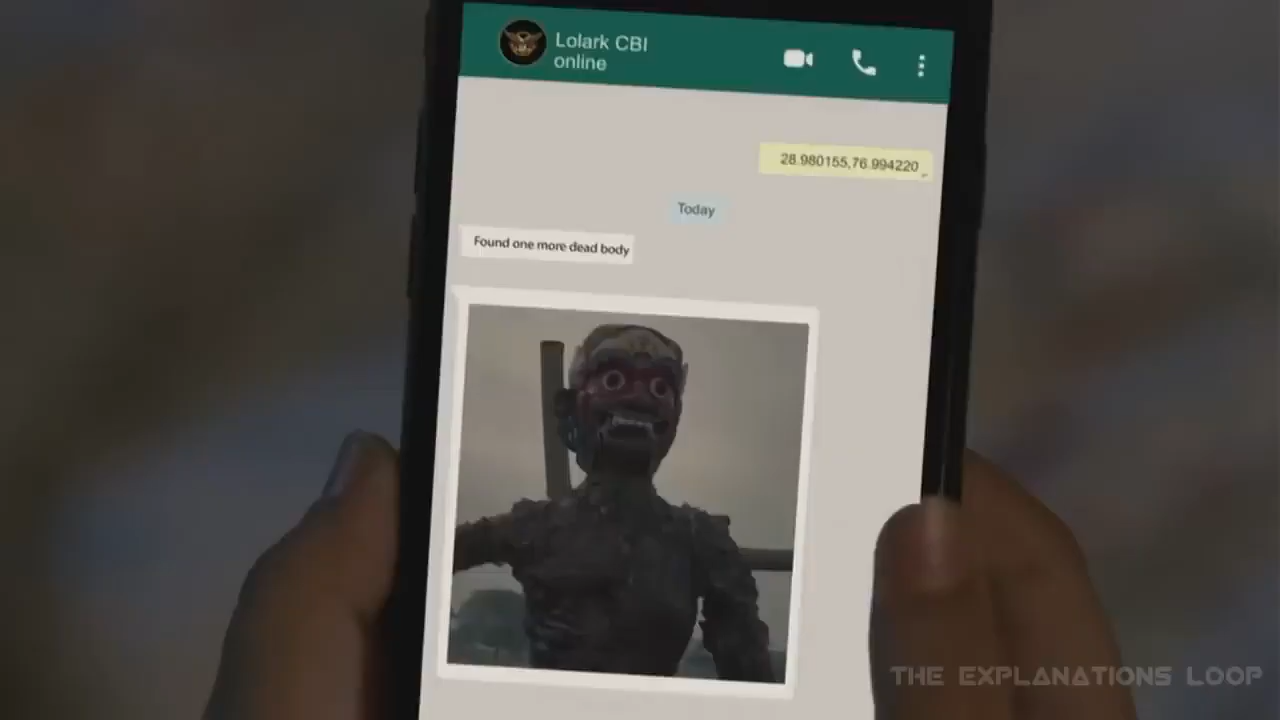 Lolark CBI
online
28.980155,76.994220
Today
Found one more dead body
THE EXPLANATIONS LOOP